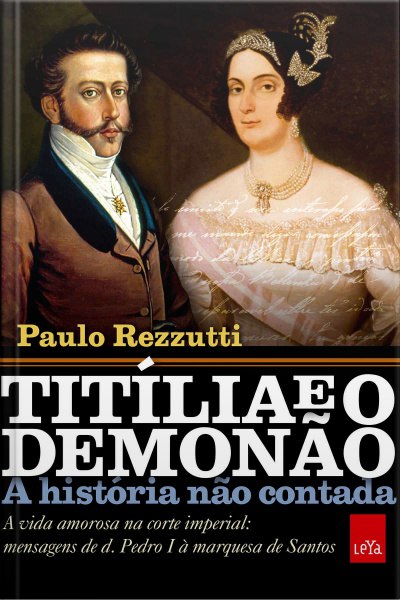 Paulo Rezzutti
TITÍLIA E O
DEMONÃO
A história não contada
A vida amorosa na corte imperial:
mensagens de d. Pedro I à marquesa de Santos
LeYa